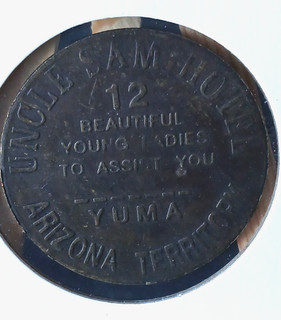 UNCLE SAM HOTEL
12
BEAUTIFUL
YOUNG LADIES
TO ASSIST YOU
YUMA
ARIZONA TERRITORY